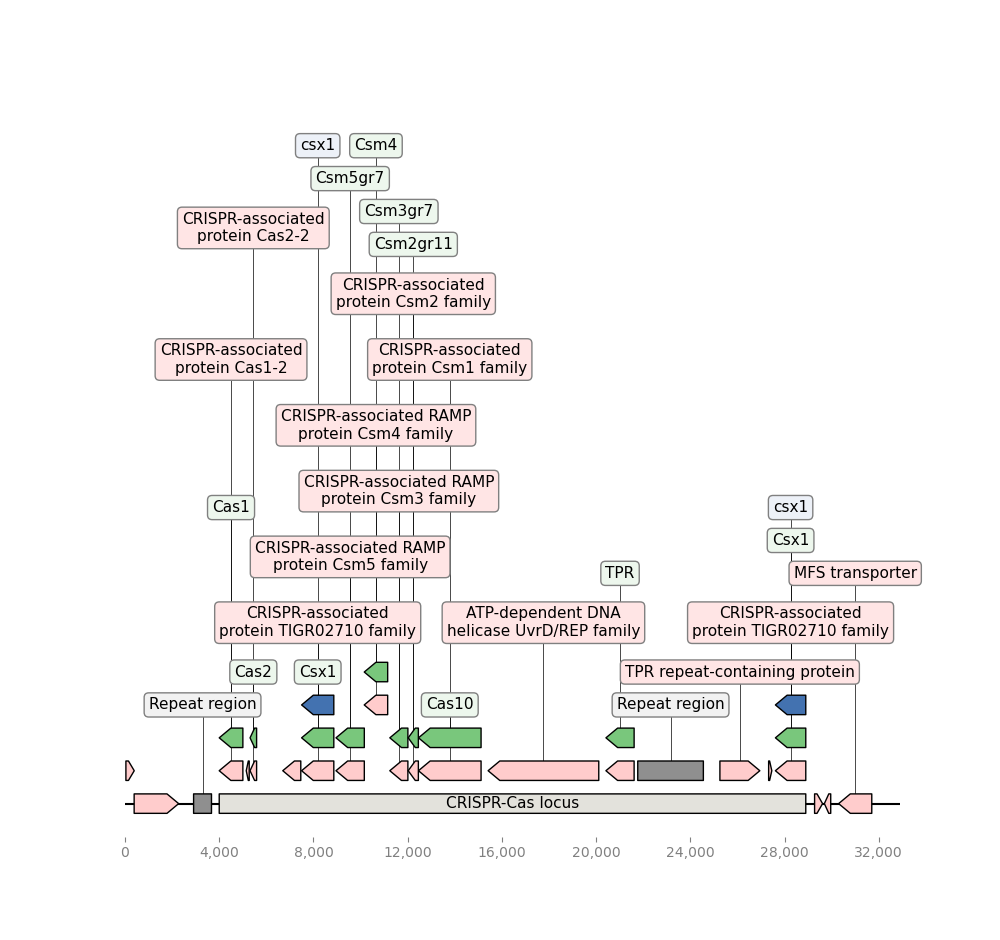 csx1
Csm4
Csm5gr7
Csm3gr7
CRISPR-associated
protein Cas2-2
Csm2gr11
CRISPR-associated
protein Csm2 family
CRISPR-associated
protein Cas1-2
CRISPR-associated
protein Csm1 family
CRISPR-associated RAMP
protein Csm4 family
CRISPR-associated RAMP
protein Csm3 family
Cas1
csx1
Csx1
CRISPR-associated RAMP
protein Csm5 family
TPR
MFS transporter
CRISPR-associated
protein TIGR02710 family
ATP-dependent DNA
helicase UvrD/REP family
CRISPR-associated
protein TIGR02710 family
Cas2
Csx1
TPR repeat-containing protein
Repeat region
Cas10
Repeat region
CRISPR-Cas locus
0
4,000
8,000
12,000
16,000
20,000
24,000
28,000
32,000